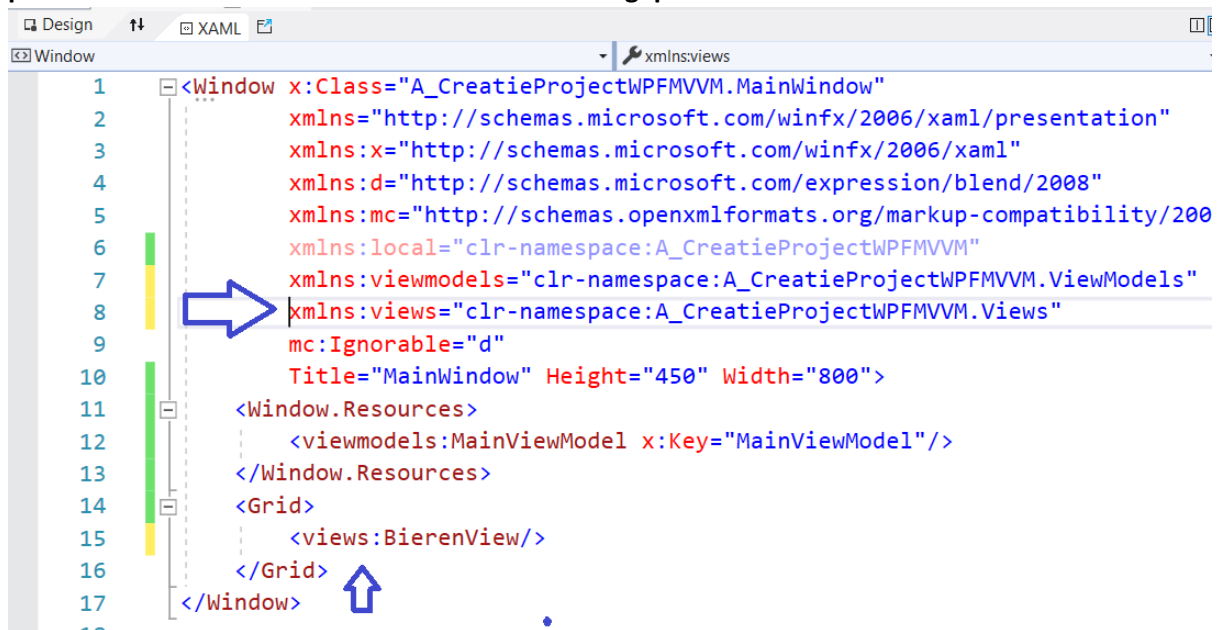 Design XAML
Window xmlns:views
1 <Window x:Class="A_CreatieProjectWPFMVVM.MainWindow"
2 xmlns="http://schemas.microsoft.com/winfx/2006/xaml/presentation"
3 xmlns:x="http://schemas.microsoft.com/winfx/2006/xaml"
4 xmlns:d="http://schemas.microsoft.com/expression/blend/2008"
5 xmlns:mc="http://schemas.openxmlformats.org/markup-compatibility/200
6 xmlns:local="clr-namespace:A_CreatieProjectWPFMVVM"
7 xmlns:viewmodels="clr-namespace:A_CreatieProjectWPFMVVM.ViewModels"
8 xmlns:views="clr-namespace:A_CreatieProjectWPFMVVM.Views"
9 mc:Ignorable="d"
10 Title="MainWindow" Height="450" Width="800">
11 <Window.Resources>
12 <viewmodels:MainViewModel x:Key="MainViewModel"/>
13 </Window.Resources>
14 <Grid>
15 <views:BierenView/>
16 </Grid>
17 </Window>